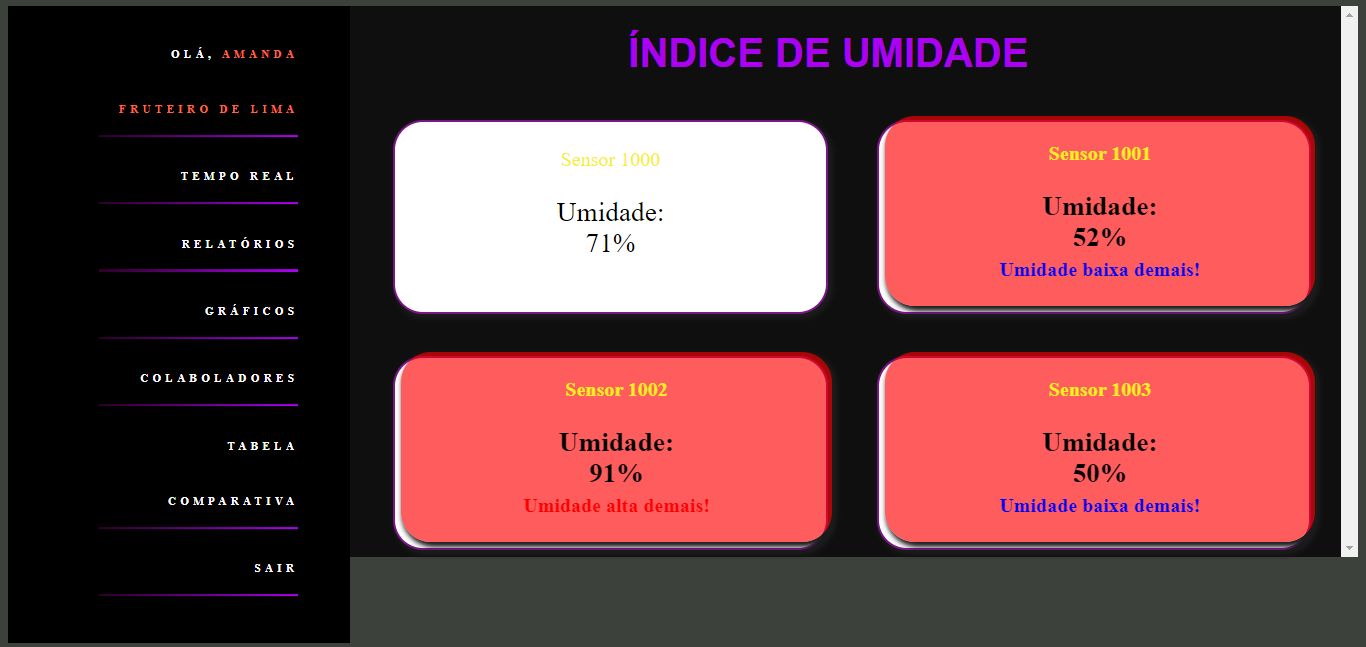 OLÁ, AMANDA
FRUTEIRO DE LIMA
TEMPO REAL
RELATÓRIOS
GRÁFICOS
COLABOLADORES
TABELA
COMPARATIVA
SAIR
ÍNDICE DE UMIDADE
Sensor 1000
Umidade:
71%
Sensor 1001
Umidade:
52%
Umidade baixa demais!
Sensor 1002
Umidade:
91%
Umidade alta demais!
Sensor 1003
Umidade:
50%
Umidade baixa demais!